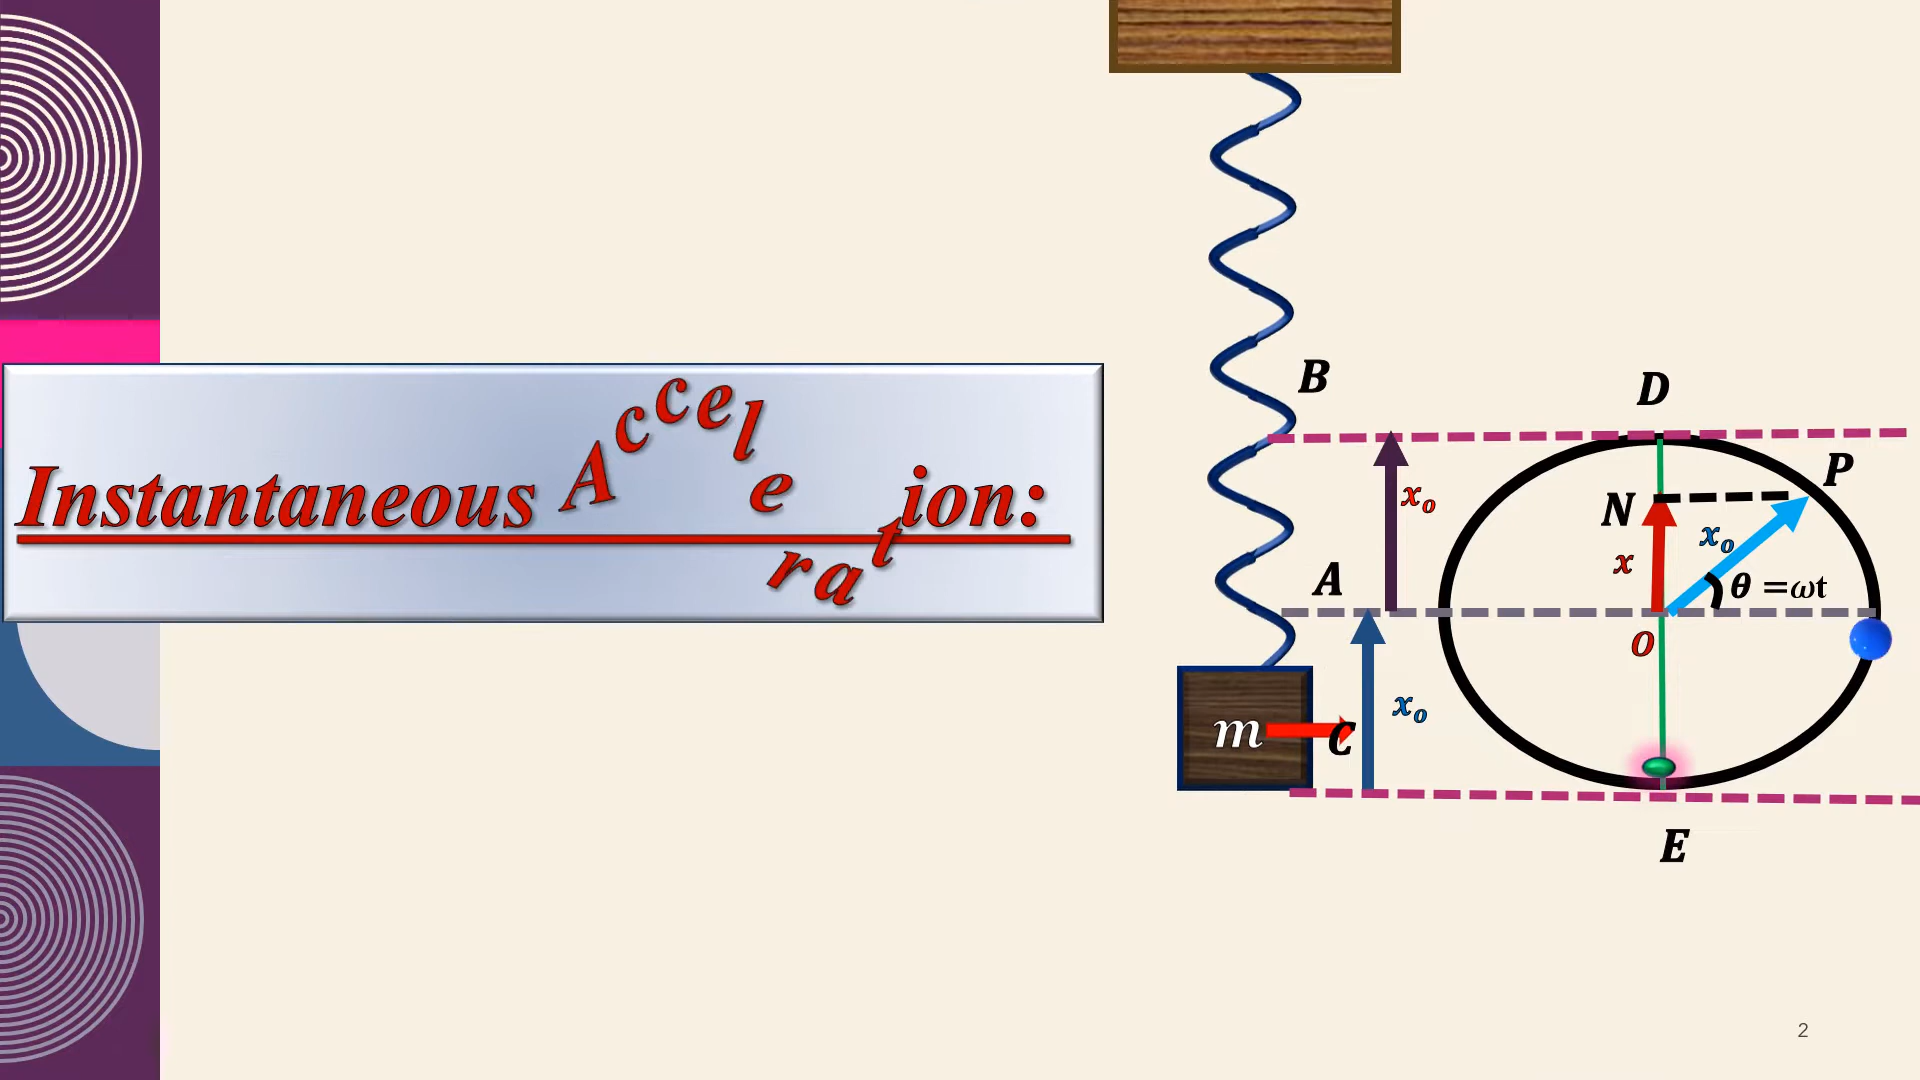 Instantaneous Acceleration:
B
D
P
N
x₀
x₀
x
A
θ =ωt
O
x₀
m
C
E
2